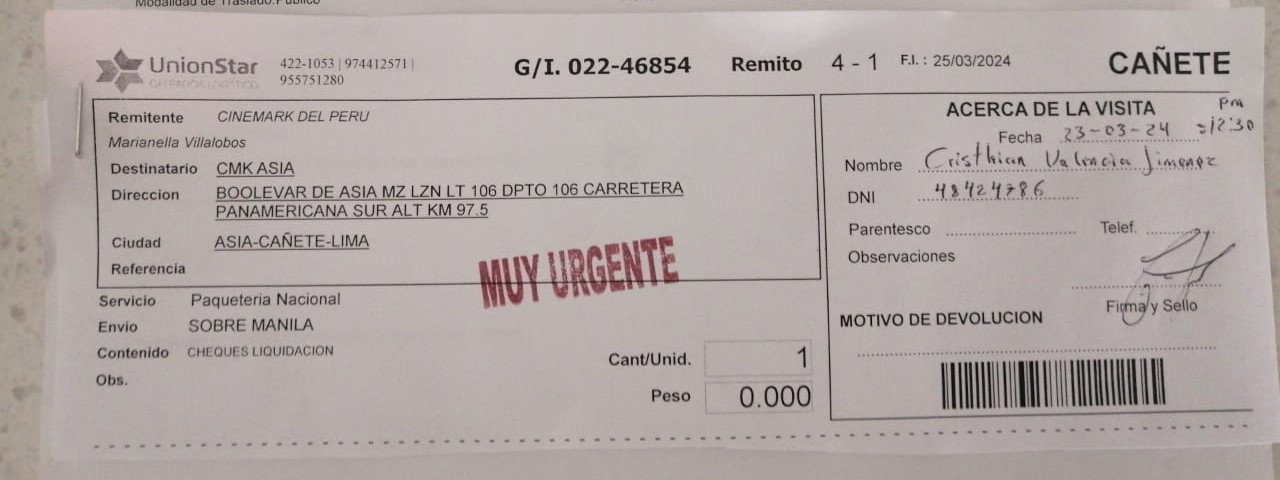 Modalidad de Traslado:Publico
UnionStar
OPERADOR LOGÍSTICO
422-1053 | 974412571 |
955751280
G/I. 022-46854
Remito 4 - 1
F.I. : 25/03/2024
CAÑETE
Remitente CINEMARK DEL PERU
Marianella Villalobos
Destinatario CMK ASIA
Direccion BOOLEVAR DE ASIA MZ LZN LT 106 DPTO 106 CARRETERA
PANAMERICANA SUR ALT KM 97.5
Ciudad ASIA-CAÑETE-LIMA
Referencia
MUY URGENTE
Servicio Paqueteria Nacional
Envio SOBRE MANILA
Contenido CHEQUES LIQUIDACION
Obs.
Cant/Unid. 1
Peso 0.000
ACERCA DE LA VISITA
Fecha 23-03-24 =12:30 pm
Nombre Cristhian Valencia Jimenez
DNI 48424786
Parentesco Telef.
Observaciones
Firma y Sello
MOTIVO DE DEVOLUCION